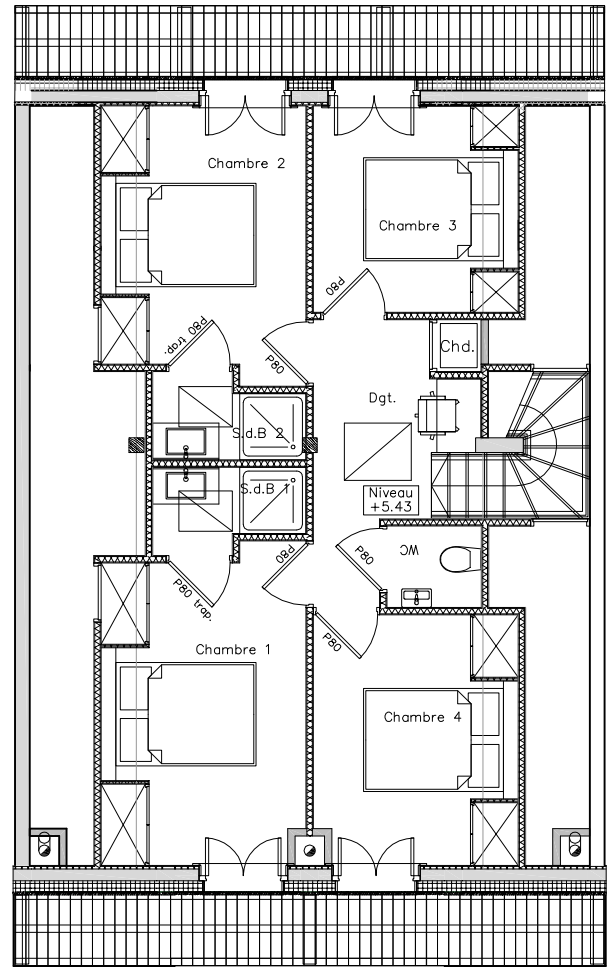 Chambre 2
Chambre 3
P80
P80 trap.
P80
Chd.
Dgt.
S.d.B 2
S.d.B 1
Niveau
+5.43
P80
P80
WC
P80 trap.
P80
Chambre 1
Chambre 4